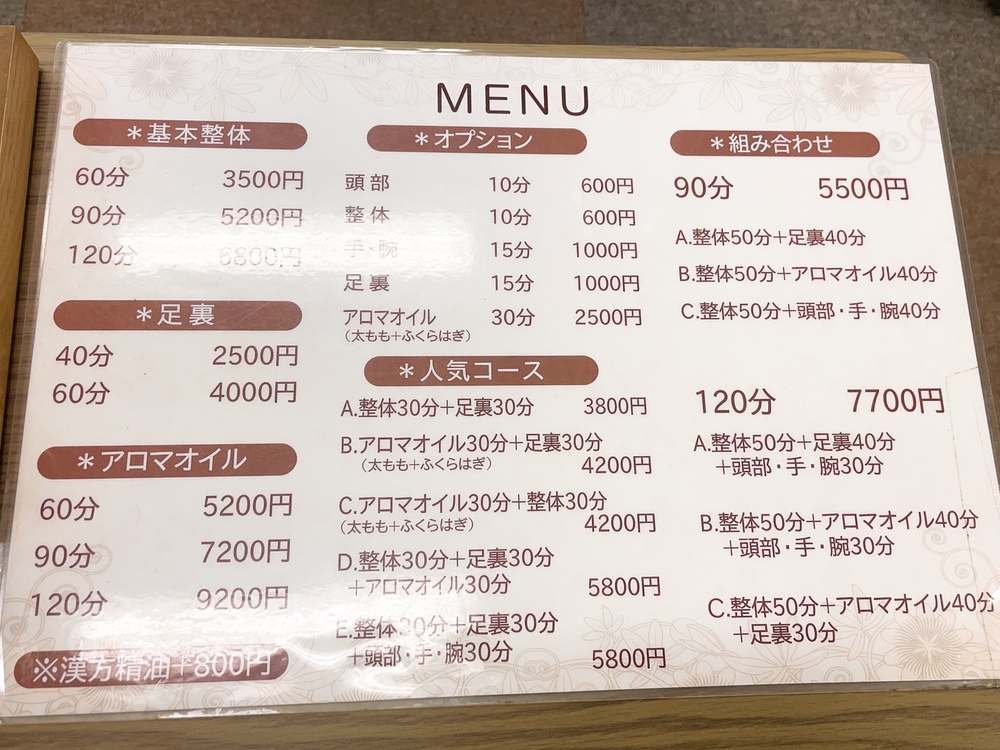 MENU
＊基本整体
60分 3500円
90分 5200円
120分 6800円
＊足裏
40分 2500円
60分 4000円
＊アロマオイル
60分 5200円
90分 7200円
120分 9200円
※漢方精油+800円
＊オプション
頭部 10分 600円
整体 10分 600円
手・腕 15分 1000円
足裏 15分 1000円
アロマオイル 30分 2500円
(太もも+ふくらはぎ)
＊人気コース
A.整体30分+足裏30分 3800円
B.アロマオイル30分+足裏30分
(太もも+ふくらはぎ) 4200円
C.アロマオイル30分+整体30分
(太もも+ふくらはぎ) 4200円
D.整体30分+足裏30分
+アロマオイル30分 5800円
E.整体30分+足裏30分
+頭部・手・腕30分 5800円
＊組み合わせ
90分 5500円
A.整体50分+足裏40分
B.整体50分+アロマオイル40分
C.整体50分+頭部・手・腕40分
120分 7700円
A.整体50分+足裏40分
+頭部・手・腕30分
B.整体50分+アロマオイル40分
+頭部・手・腕30分
C.整体50分+アロマオイル40分
+足裏30分